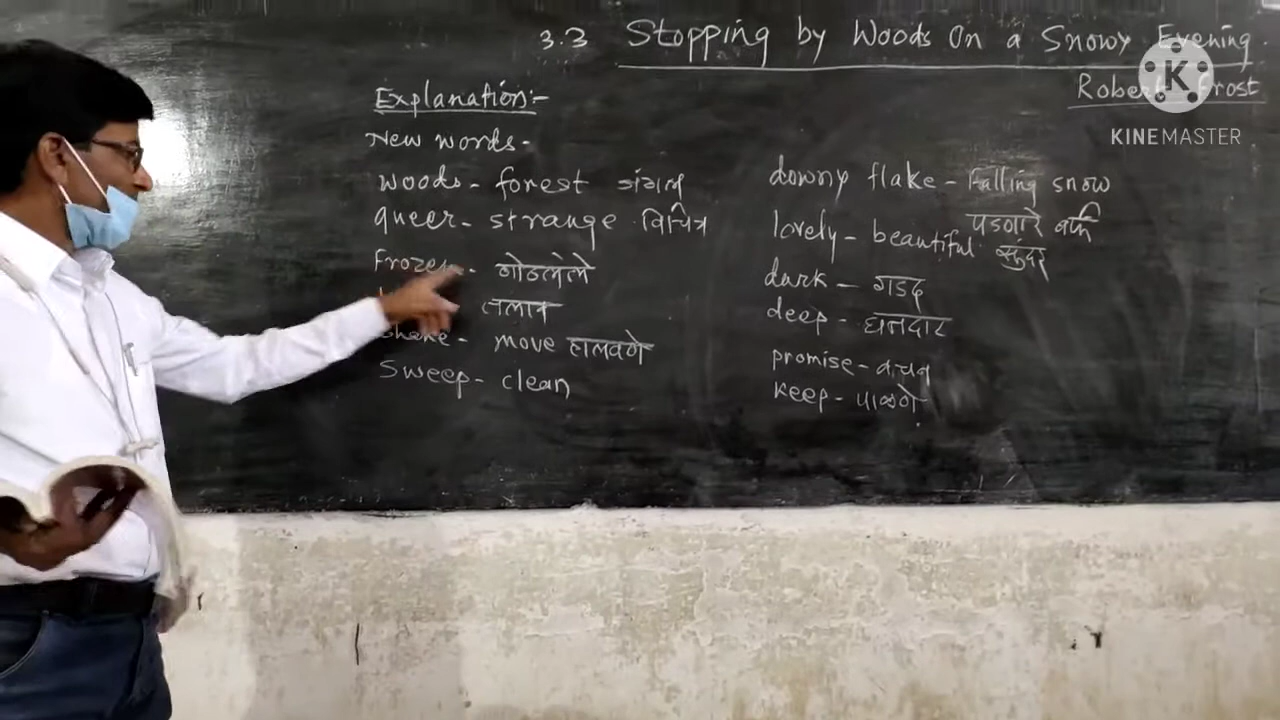 3.3 Stopping by Woods On a Snowy Evening.
Robert Frost
Explanation:-
New words-
woods- forest जंगल
queer- strange विचित्र
Frozen- गोठलेले
तलाव
shake- move हलवणे
Sweep- clean
downy flake- Falling snow
पडणारे बर्फ
lovely- beautiful सुंदर
dark- गडद
deep- घनदाट
promise- वचन
keep- पाळणे
KINEMASTER